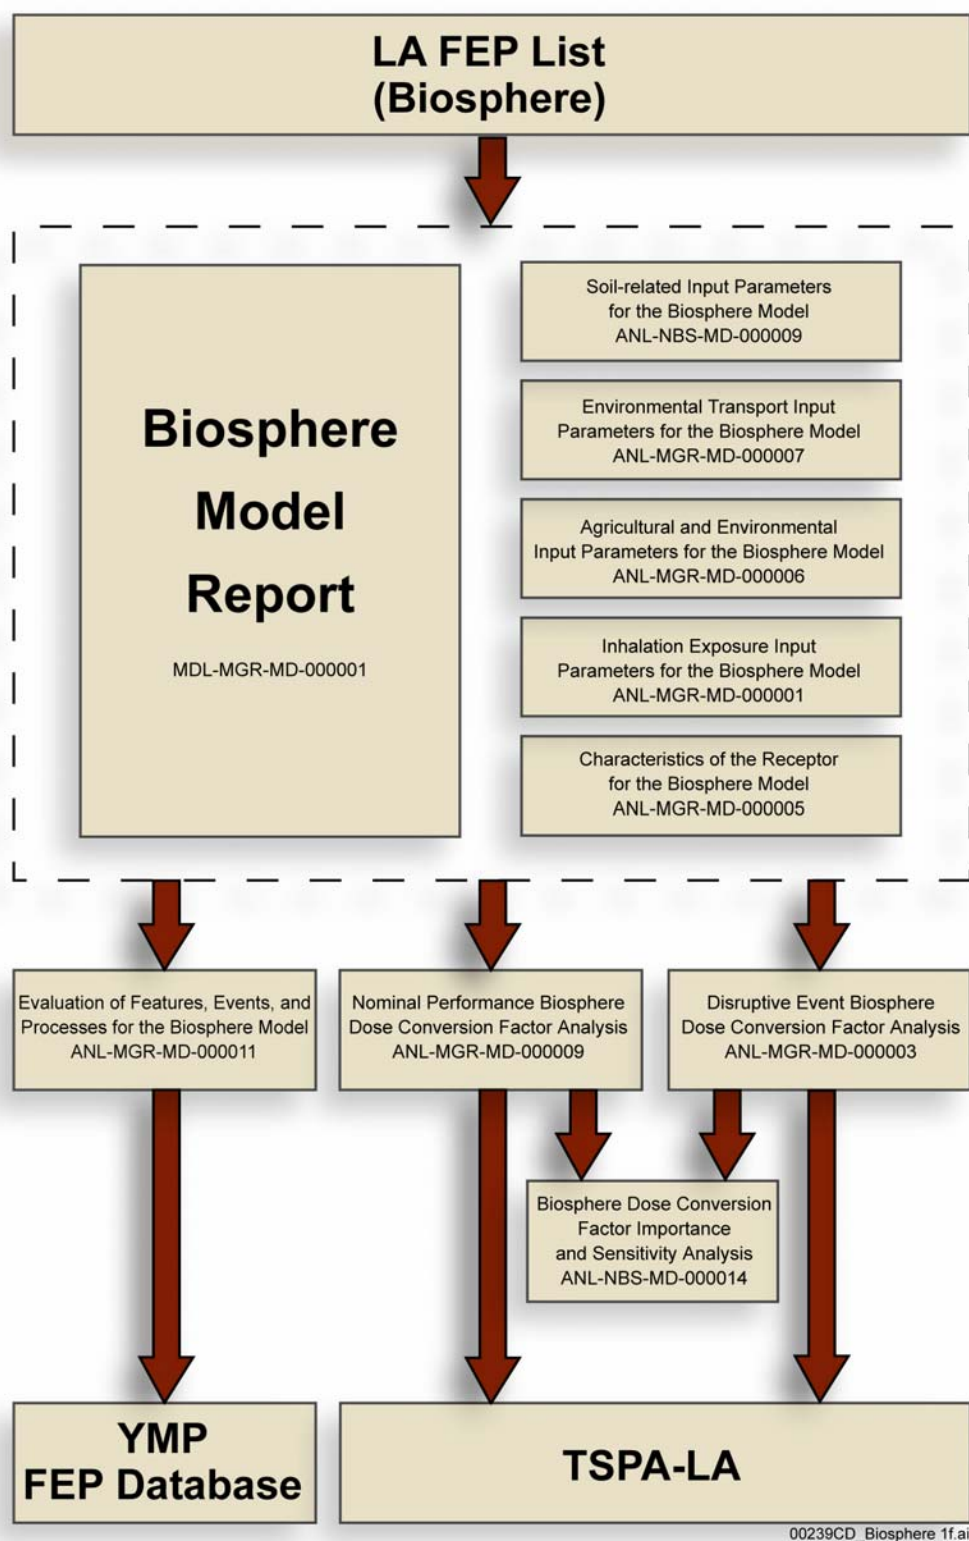 LA FEP List
(Biosphere)
Biosphere
Model
Report
MDL-MGR-MD-000001
Soil-related Input Parameters
for the Biosphere Model
ANL-NBS-MD-000009
Environmental Transport Input
Parameters for the Biosphere Model
ANL-MGR-MD-000007
Agricultural and Environmental
Input Parameters for the Biosphere Model
ANL-MGR-MD-000006
Inhalation Exposure Input
Parameters for the Biosphere Model
ANL-MGR-MD-000001
Characteristics of the Receptor
for the Biosphere Model
ANL-MGR-MD-000005
Evaluation of Features, Events, and
Processes for the Biosphere Model
ANL-MGR-MD-000011
Nominal Performance Biosphere
Dose Conversion Factor Analysis
ANL-MGR-MD-000009
Disruptive Event Biosphere
Dose Conversion Factor Analysis
ANL-MGR-MD-000003
Biosphere Dose Conversion
Factor Importance
and Sensitivity Analysis
ANL-NBS-MD-000014
YMP
FEP Database
TSPA-LA
00239CD_Biosphere 1f.ai